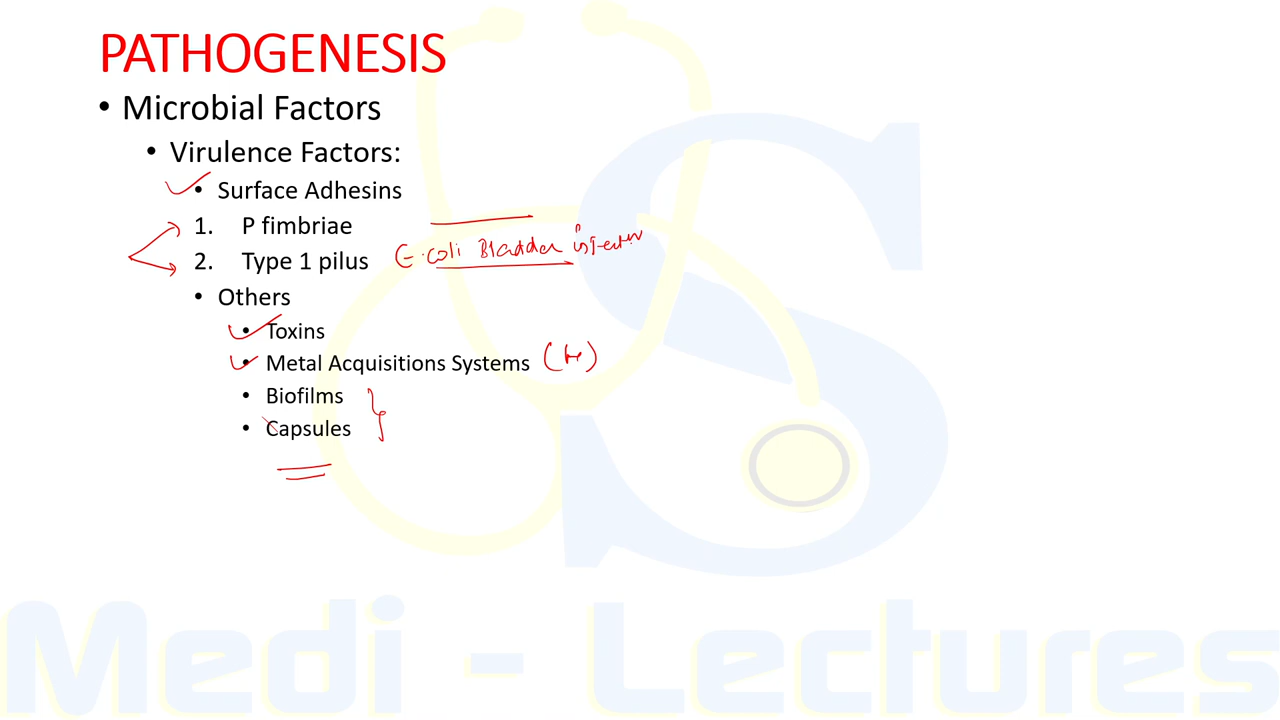 PATHOGENESIS
• Microbial Factors
• Virulence Factors:
• Surface Adhesins
1. P fimbriae
2. Type 1 pilus E.coli Bladder infection
• Others
• Toxins
• Metal Acquisitions Systems
• Biofilms
• Capsules
Medi - Lectures